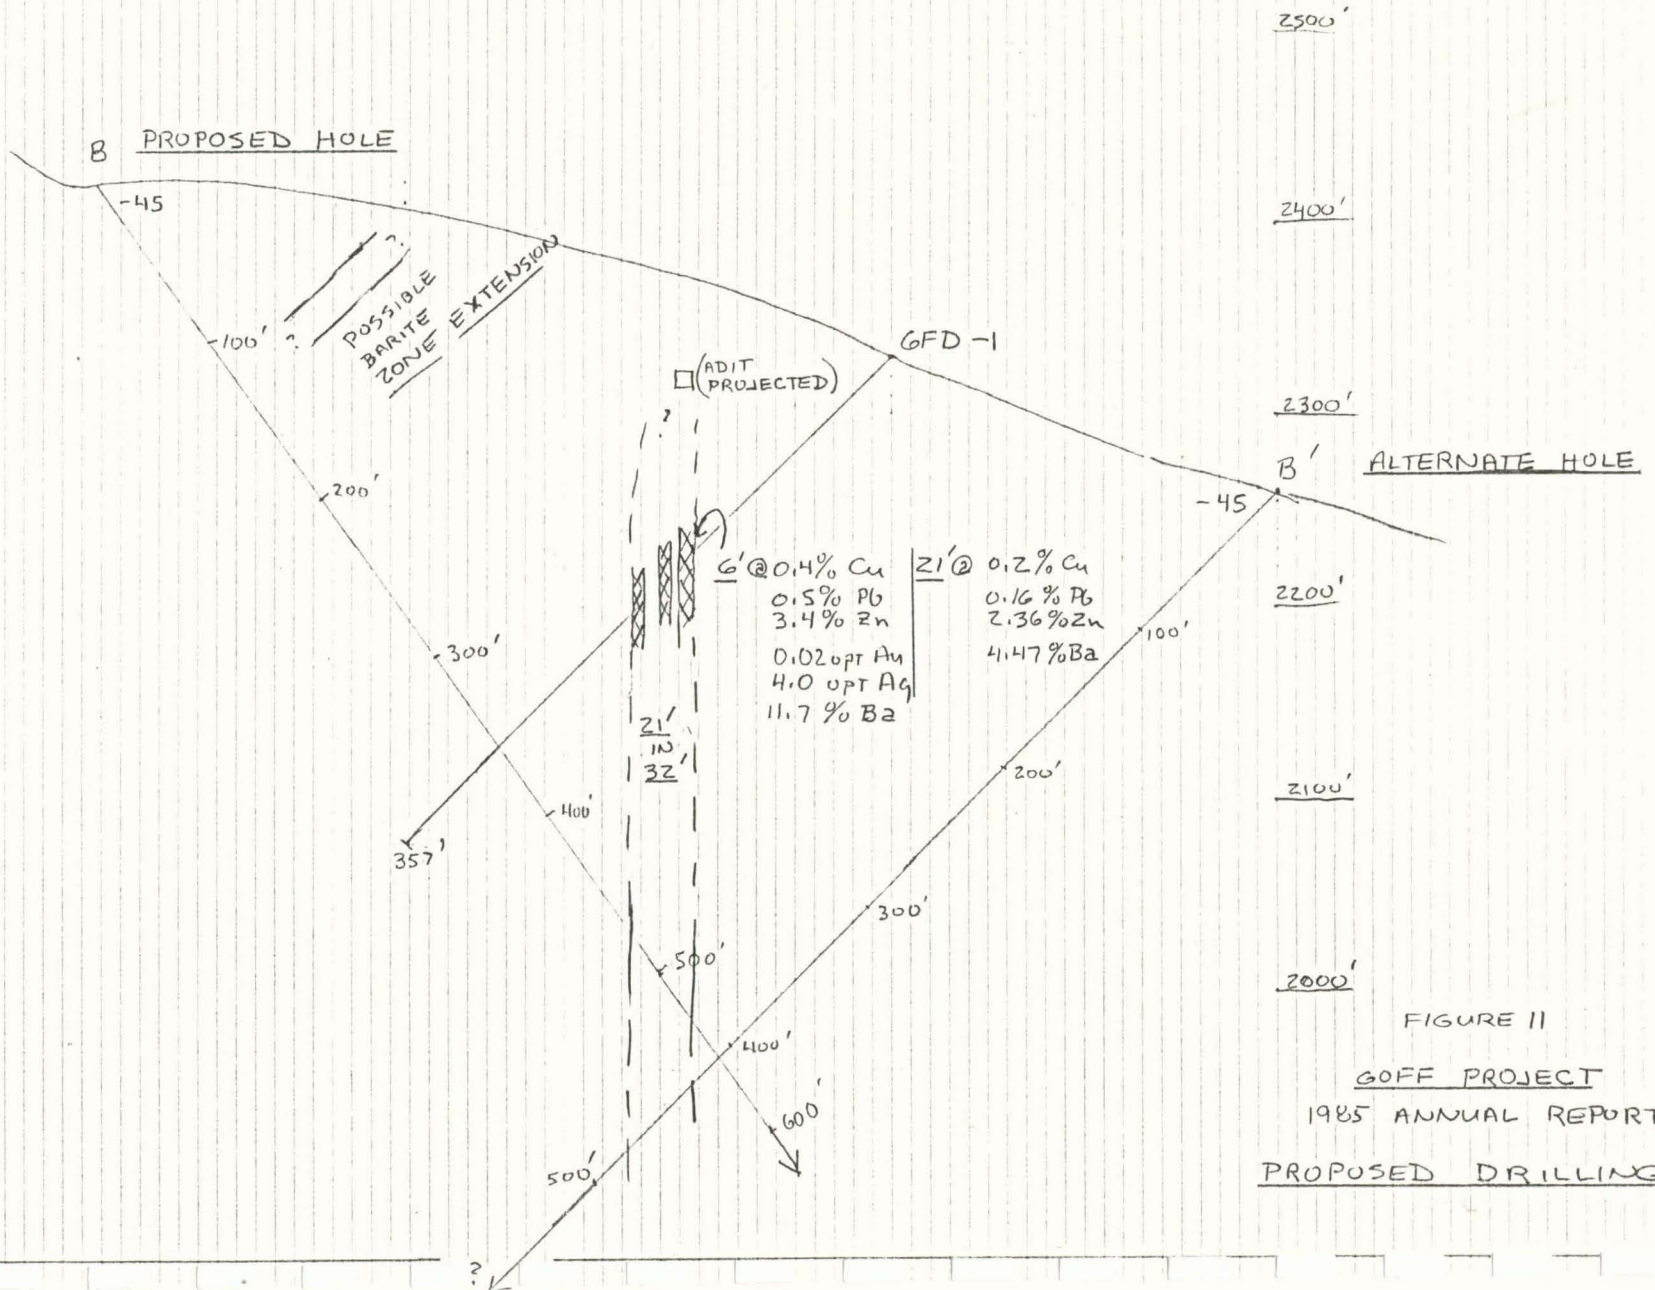 2500'
B PROPOSED HOLE
-45
2400'
?
POSSIBLE
BARITE
ZONE EXTENSION
?
100'
GFD-1
(ADIT
PROJECTED)
?
2300'
B'
ALTERNATE HOLE
-45
200'
6'@ 0.4% Cu
0.5% Pb
3.4% Zn
0.02 opt Au
4.0 opt Ag
11.7 % Ba
21'@ 0.2% Cu
0.16 % Pb
2.36% Zn
4.47% Ba
2200'
100'
300'
21'
IN
32'
200'
2100'
400'
357'
300'
500'
2000'
400'
600'
500'
?
FIGURE 11
GOFF PROJECT
1985 ANNUAL REPORT
PROPOSED DRILLING